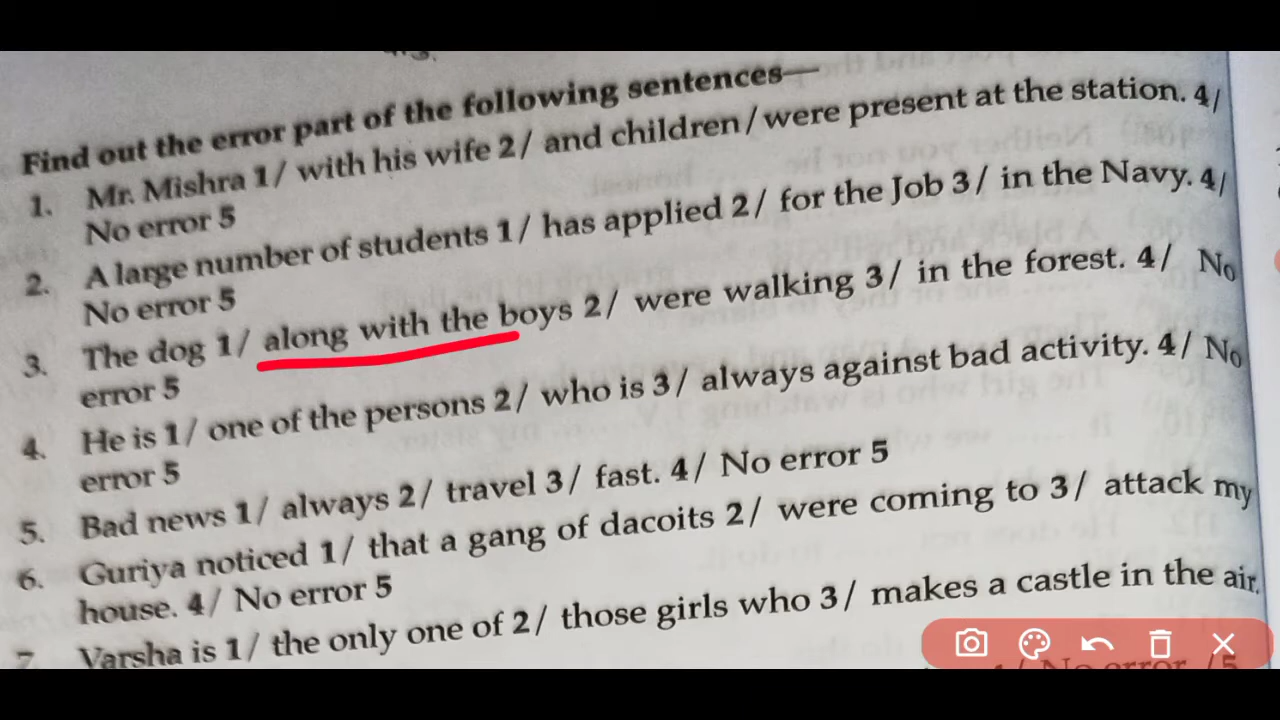 Find out the error part of the following sentences—
1. Mr. Mishra 1/ with his wife 2/ and children/were present at the station. 4/
No error 5
2. A large number of students 1/ has applied 2/ for the Job 3/ in the Navy. 4/
No error 5
3. The dog 1/ along with the boys 2/ were walking 3/ in the forest. 4/ No
error 5
4. He is 1/ one of the persons 2/ who is 3/ always against bad activity. 4/ No
error 5
5. Bad news 1/ always 2/ travel 3/ fast. 4/ No error 5
6. Guriya noticed 1/ that a gang of dacoits 2/ were coming to 3/ attack my
house. 4/ No error 5
7. Varsha is 1/ the only one of 2/ those girls who 3/ makes a castle in the air.
4/ No error /5